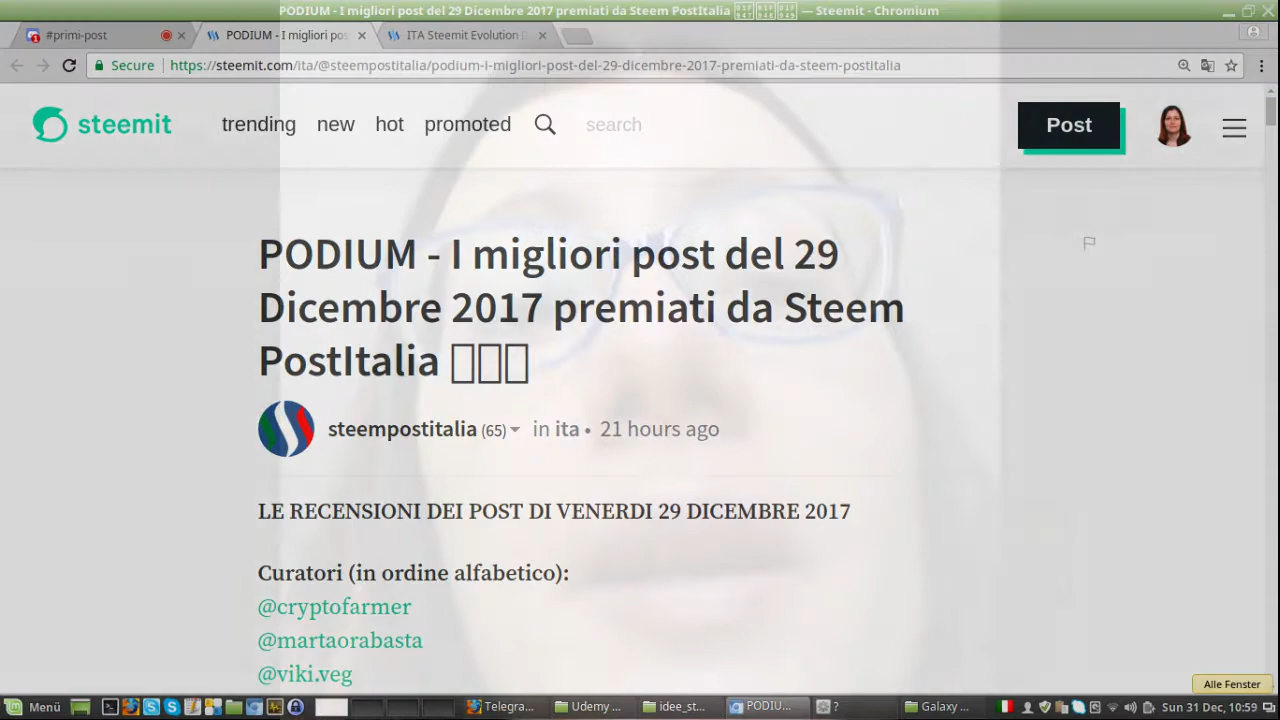 PODIUM - I migliori post del 29 Dicembre 2017 premiati da Steem PostItalia — Steemit - Chromium
#primi-post
PODIUM - I migliori pos
ITA Steemit Evolution
Secure
https://steemit.com/ita/@steempostitalia/podium-i-migliori-post-del-29-dicembre-2017-premiati-da-steem-postitalia
steemit
trending new hot promoted search
Post
PODIUM - I migliori post del 29
Dicembre 2017 premiati da Steem
PostItalia
steempostitalia (65) in ita • 21 hours ago
LE RECENSIONI DEI POST DI VENERDI 29 DICEMBRE 2017
Curatori (in ordine alfabetico):
@cryptofarmer
@martaorabasta
@viki.veg
Alle Fenster
Menü
Telegra...
Udemy ...
idee_st...
PODIU...
?
Galaxy ...
Sun 31 Dec, 10:59